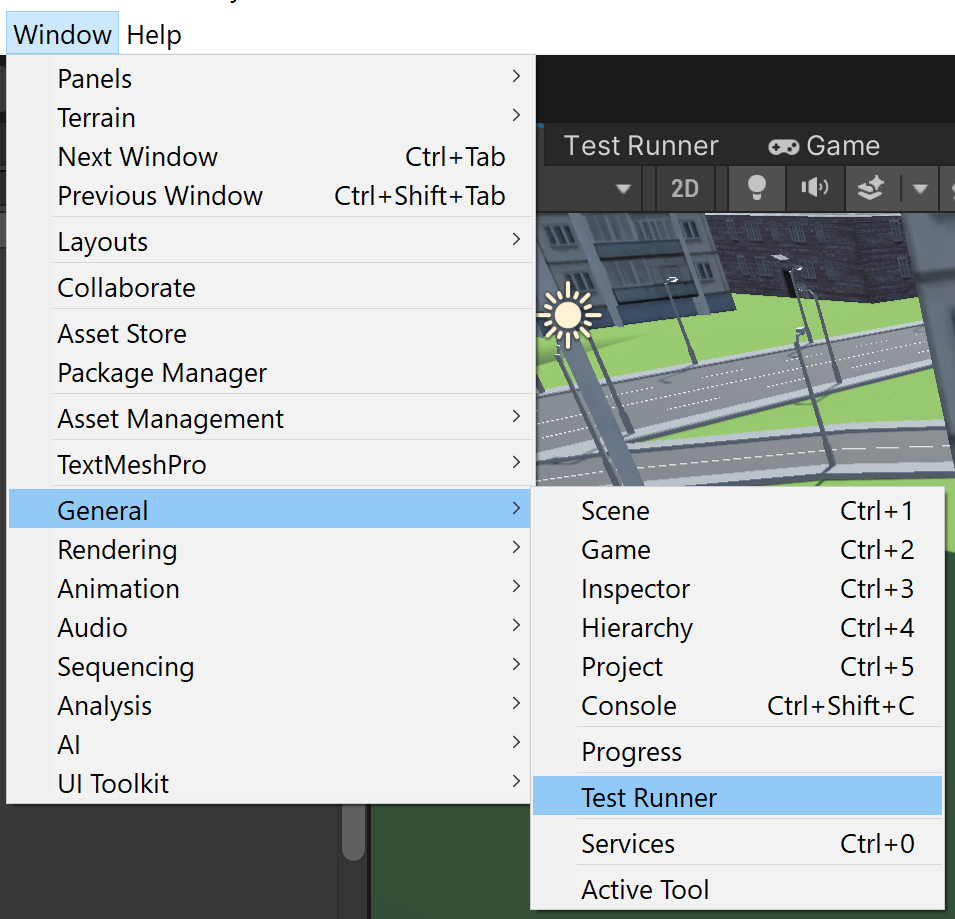 Window Help
Panels
Terrain
Next Window Ctrl+Tab
Previous Window Ctrl+Shift+Tab
Layouts
Collaborate
Asset Store
Package Manager
Asset Management
TextMeshPro
General
Rendering
Animation
Audio
Sequencing
Analysis
AI
UI Toolkit
Test Runner Game
2D
Scene Ctrl+1
Game Ctrl+2
Inspector Ctrl+3
Hierarchy Ctrl+4
Project Ctrl+5
Console Ctrl+Shift+C
Progress
Test Runner
Services Ctrl+0
Active Tool